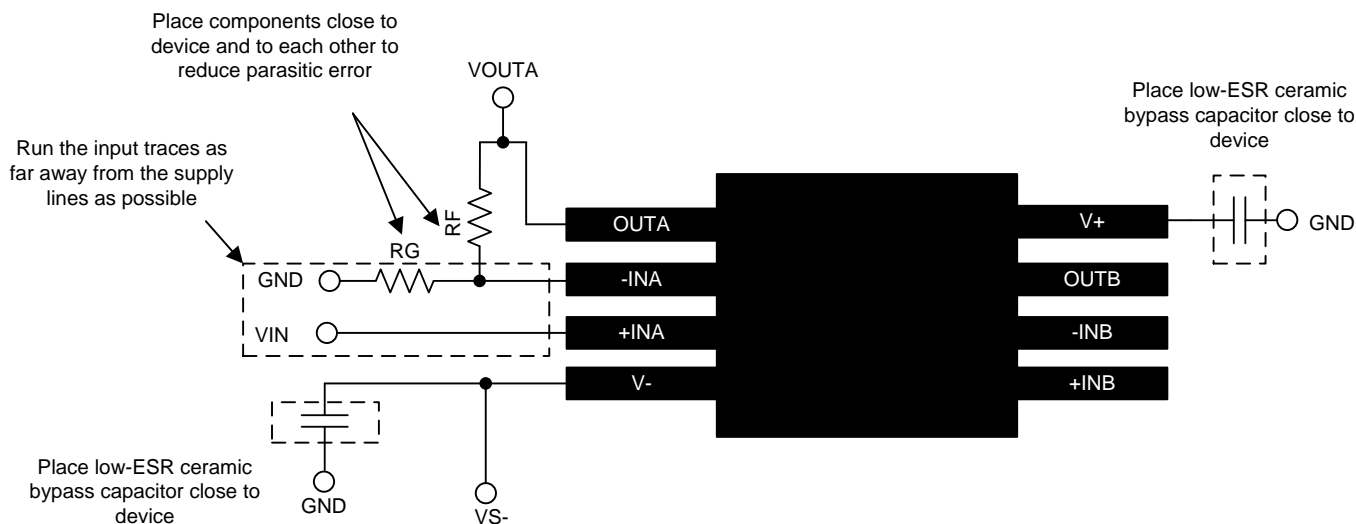 Place components close to
device and to each other to
reduce parasitic error
VOUTA
Place low-ESR ceramic
bypass capacitor close to
device
Run the input traces as
far away from the supply
lines as possible
RF
OUTA
V+
GND
RG
GND
-INA
OUTB
VIN
+INA
-INB
V-
+INB
Place low-ESR ceramic
bypass capacitor close to
device
GND
VS-